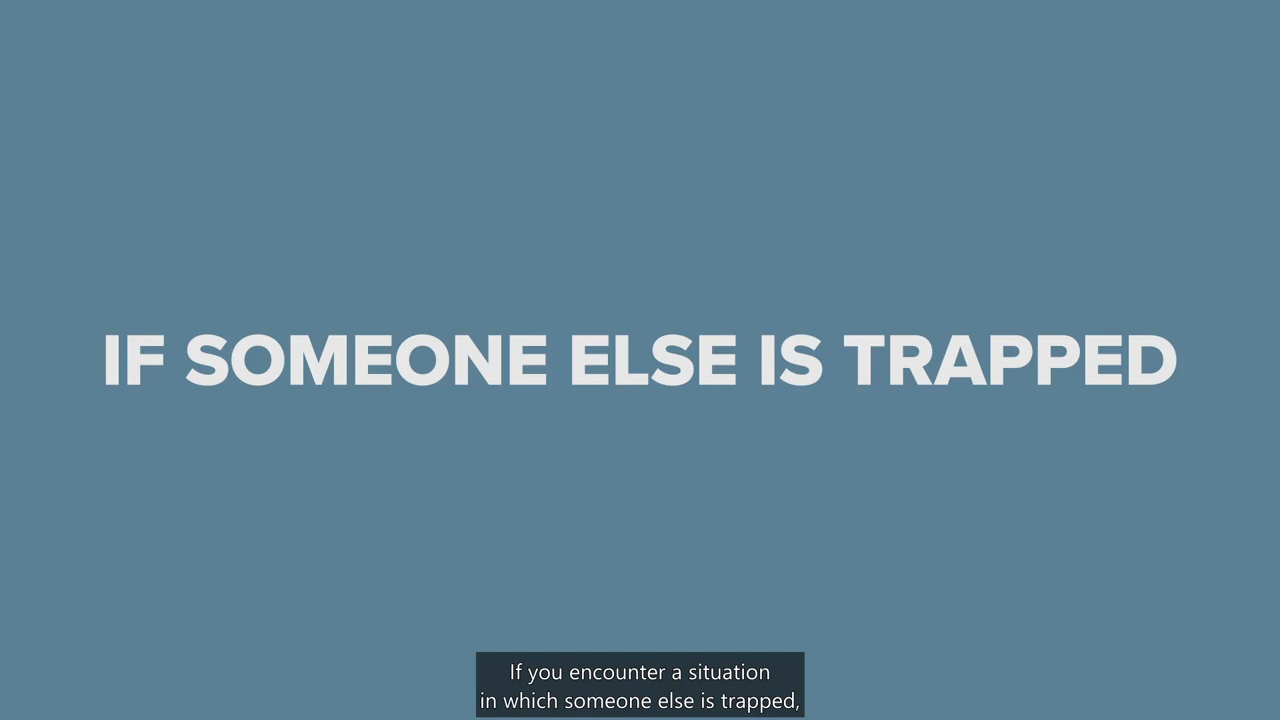 IF SOMEONE ELSE IS TRAPPED
If you encounter a situation
in which someone else is trapped,